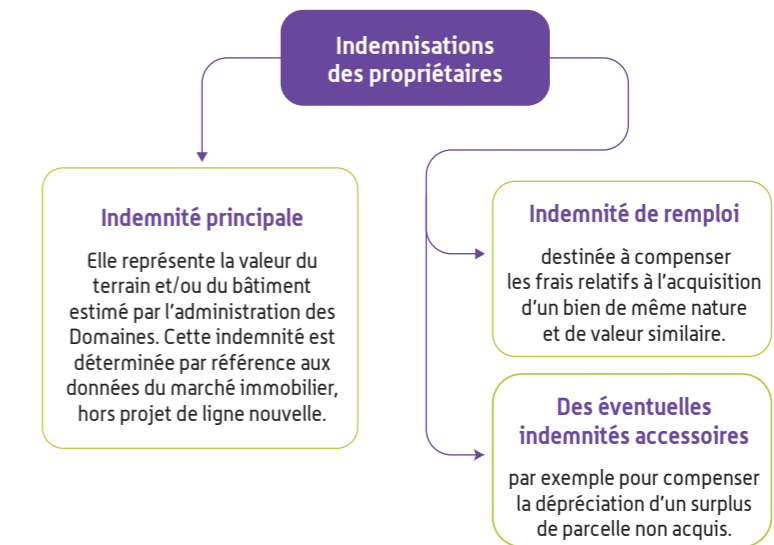 Indemnisations
des propriétaires
Indemnité principale
Elle représente la valeur du
terrain et/ou du bâtiment
estimé par l'administration des
Domaines. Cette indemnité est
déterminée par référence aux
données du marché immobilier,
hors projet de ligne nouvelle.
Indemnité de remploi
destinée à compenser
les frais relatifs à l'acquisition
d'un bien de même nature
et de valeur similaire.
Des éventuelles
indemnités accessoires
par exemple pour compenser
la dépréciation d'un surplus
de parcelle non acquis.